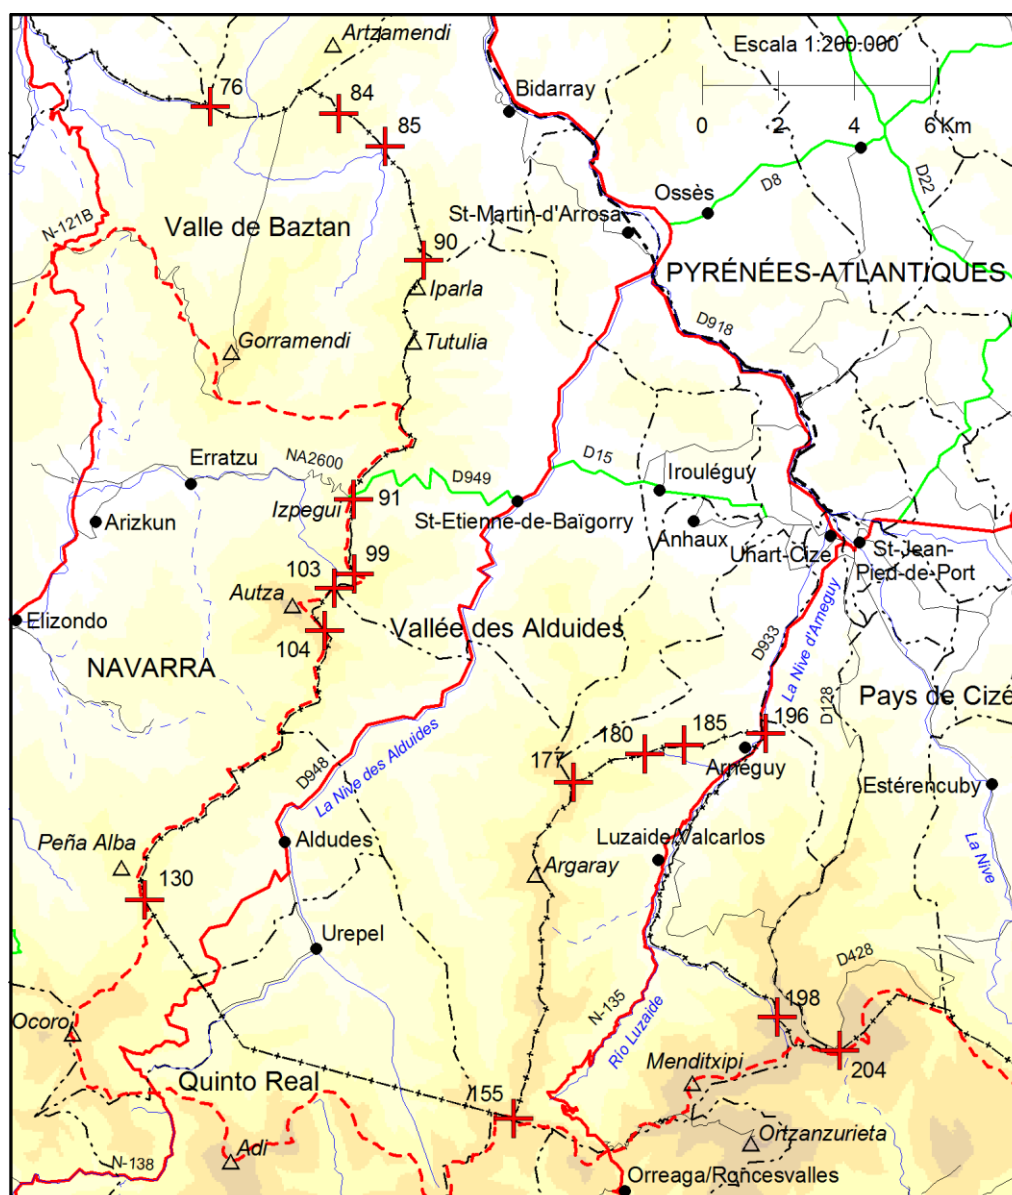 Artzamendi
Escala 1:200.000
76
84
Bidarray
85
0
2
4
6 Km
D8
D22
Ossès
N-121B
Valle de Baztan
St-Martin-d'Arrosa
90
PYRÉNÉES-ATLANTIQUES
Iparla
D918
Gorramendi
Tutulia
Erratzu
NA2600
D949
D15
Irouléguy
91
Izpegui
St-Etienne-de-Baïgorry
Arizkun
Anhaux
Uhart-Cize
St-Jean-
Pied-de-Port
99
103
Autza
Elizondo
Vallée des Aldudes
La Nive d'Arneguy
D933
104
NAVARRA
D128
Pays de Cizé
196
185
180
177
Arneguy
D948
La Nive des Aldudes
Estérencuby
Peña Alba
Aldudes
Luzaide/Valcarlos
Argaray
La Nive
130
Urepel
D428
198
Ocoro
N-135
Río Luzaide
Menditxipi
204
Quinto Real
155
Ortzanzurieta
Adi
N-138
Orreaga/Roncesvalles